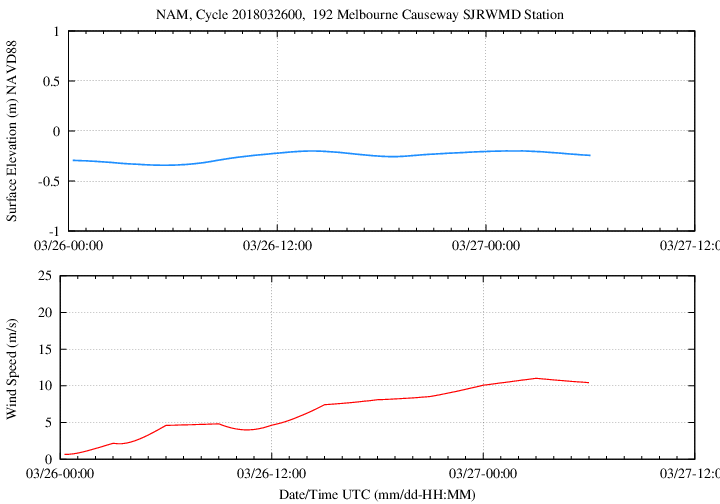 NAM, Cycle 2018032600,  192 Melbourne Causeway SJRWMD Station
Surface Elevation (m) NAVD88
1
0.5
0
-0.5
-1
03/26-00:00 03/26-12:00 03/27-00:00 03/27-12:00
Wind Speed (m/s)
25
20
15
10
5
0
03/26-00:00 03/26-12:00 03/27-00:00 03/27-12:0
Date/Time UTC (mm/dd-HH:MM)